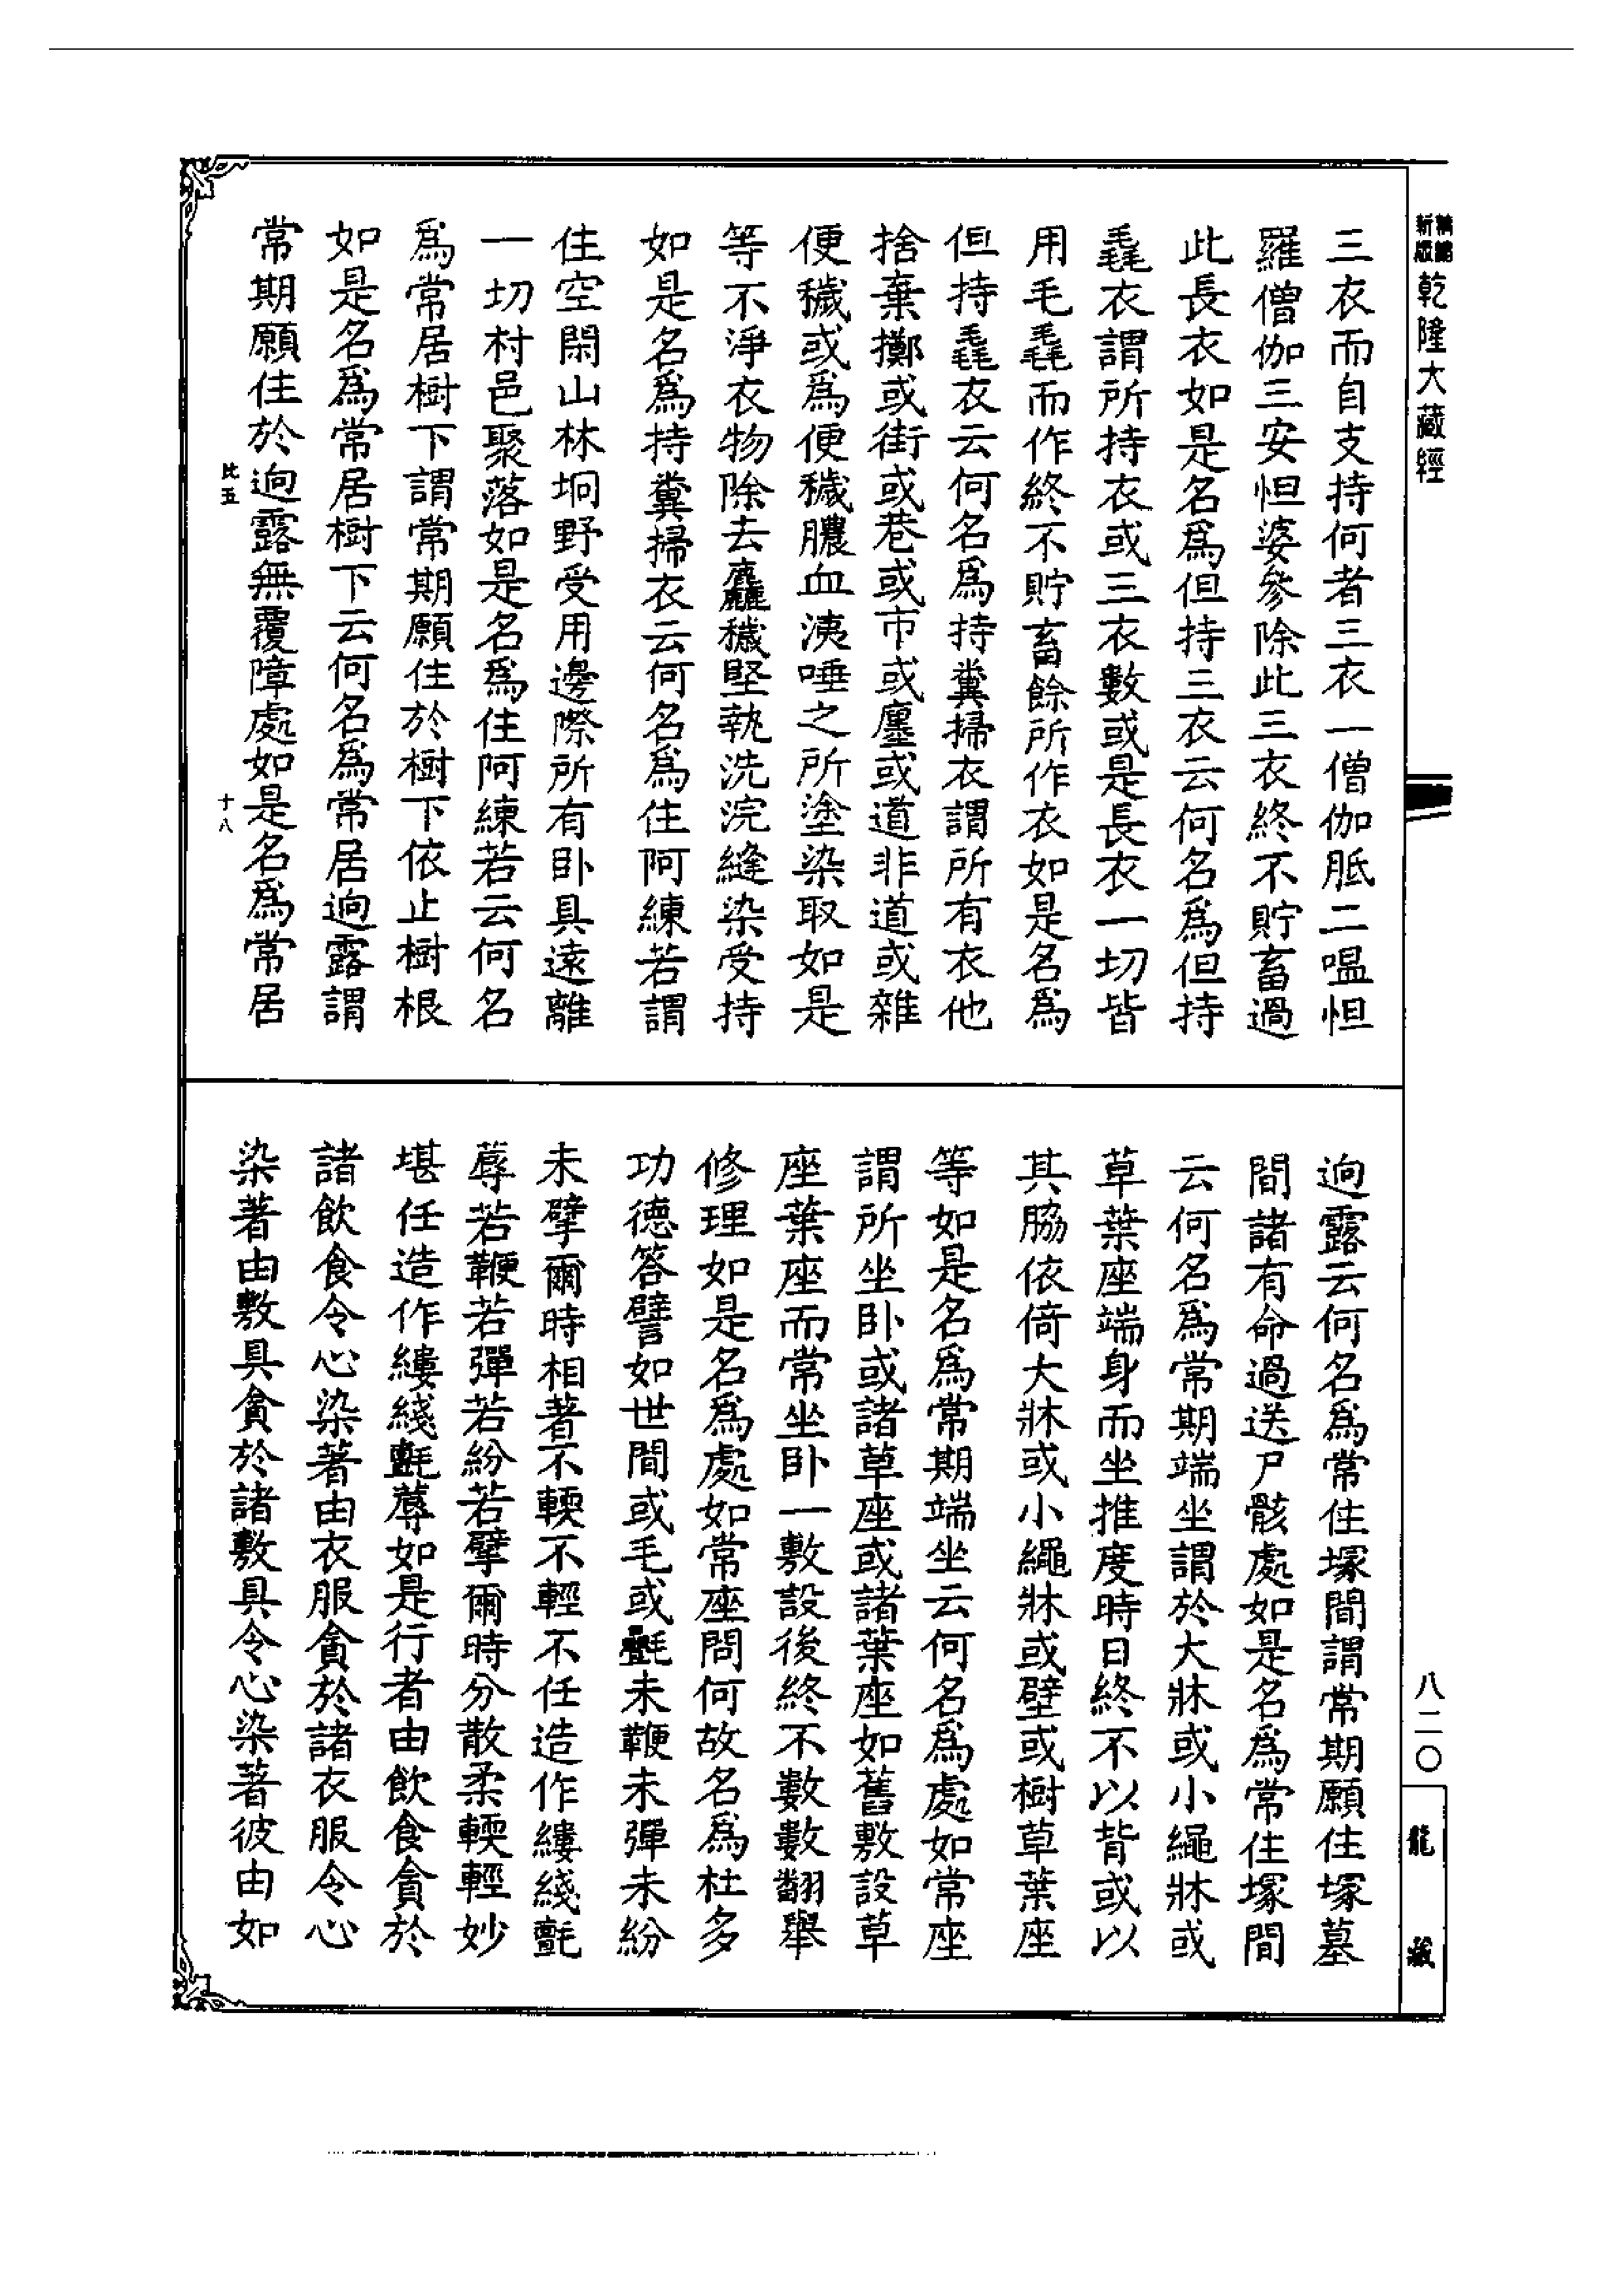 精縮新版乾隆大藏經
三衣而自支持何者三衣一僧伽胝二嗢怛
羅僧伽三安怛婆參除此三衣終不貯畜過
此長衣如是名爲但持三衣云何名爲但持
毳衣謂所持衣或三衣數或是長衣一切皆
用毛毳而作終不貯畜餘所作衣如是名爲
但持毳衣云何名爲持糞掃衣謂所有衣他
捨棄擲或街或巷或市或廛或道非道或雜
便穢或爲便穢膿血洟唾之所塗染取如是
等不淨衣物除去麤穢堅執洗浣縫染受持
如是名爲持糞掃衣云何名爲住阿練若謂
住空閑山林坰野受用邊際所有卧具遠離
一切村邑聚落如是名爲住阿練若云何名
爲常居樹下謂常期願住於樹下依止樹根
如是名爲常居樹下云何名爲常居逈露謂
常期願住於逈露無覆障處如是名爲常居
比五
十八
逈露云何名爲常住塚間謂常期願住塚墓
間諸有命過送尸骸處如是名爲常住塚間
云何名爲常期端坐謂於大牀或小繩牀或
草葉座端身而坐推度時日終不以背或以
其脇依倚大牀或小繩牀或壁或樹草葉座
等如是名爲常期端坐云何名爲處如常座
謂所坐卧或諸草座或諸葉座如舊敷設草
座葉座而常坐卧一敷設後終不數數翻舉
修理如是名爲處如常座問何故名爲杜多
功德答譬如世間或毛或㲲未鞭未彈未紛
未擘爾時相著不輭不輕不任造作縷綫氈
蓐若鞭若彈若紛若擘爾時分散柔輭輕妙
堪任造作縷綫氈蓐如是行者由飲食貪於
諸飲食令心染著由衣服貪於諸衣服令心
染著由敷具貪於諸敷具令心染著彼由如
八二〇
龍藏